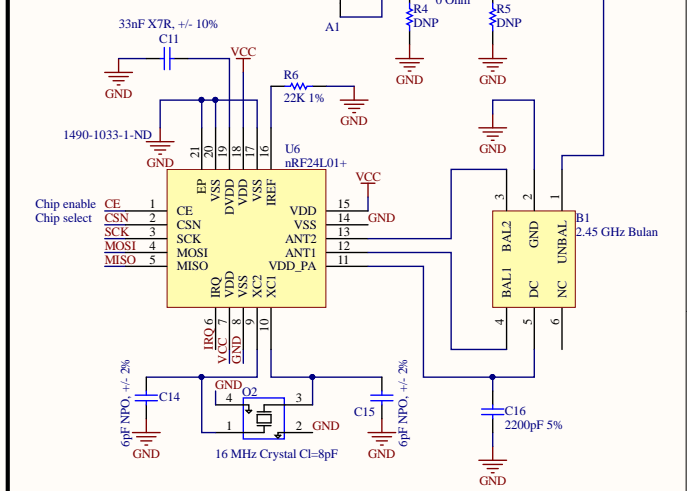 R4
DNP
0 Ohm
R5
DNP
A1
GND
GND
33nF X7R, +/- 10%
C11
VCC
GND
R6
22K 1%
GND
GND
1490-1033-1-ND
GND
U6
nRF24L01+
21
20
19
18
17
16
EP
VSS
DVDD
VDD
VSS
IREF
VCC
Chip enable CE 1 CE
Chip select CSN 2 CSN
SCK 3 SCK
MOSI 4 MOSI
MISO 5 MISO
VDD 15
VSS 14 GND
ANT2 13
ANT1 12
VDD_PA 11
IRQ
VDD
VSS
XC2
XC1
6
7
8
9
10
IRQ
VCC
GND
3
2
1
BAL2
GND
UNBAL
B1
2.45 GHz Bulan
BAL1
DC
NC
4
5
6
6pF NPO, +/- 2%
C14
GND
GND
O2
4
3
1
2
GND
16 MHz Crystal Cl=8pF
C15
6pF NPO, +/- 2%
GND
C16
2200pF 5%
GND